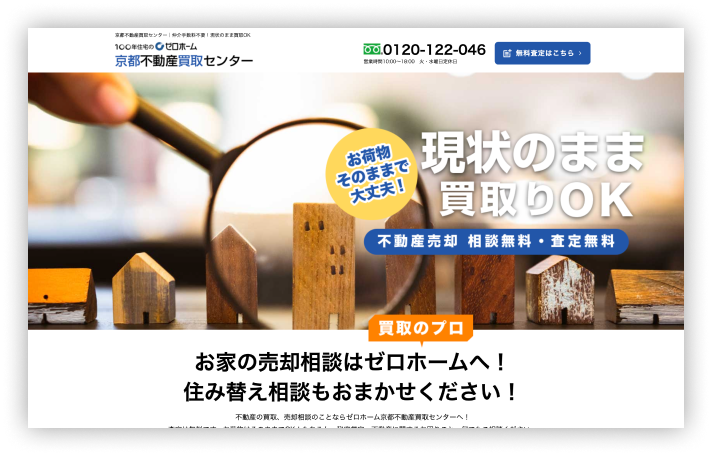 京都不動産買取センター｜仲介手数料不要！現状のまま買取OK
100年住宅のゼロホーム
京都不動産買取センター
0120-122-046
営業時間10:00〜18:00 火・水曜日定休日
無料査定はこちら
お荷物
そのままで
大丈夫！
現状のまま
買取りOK
不動産売却 相談無料・査定無料
買取のプロ
お家の売却相談はゼロホームへ！
住み替え相談もおまかせください！
不動産の買取、売却相談のことならゼロホーム京都不動産買取センターへ！